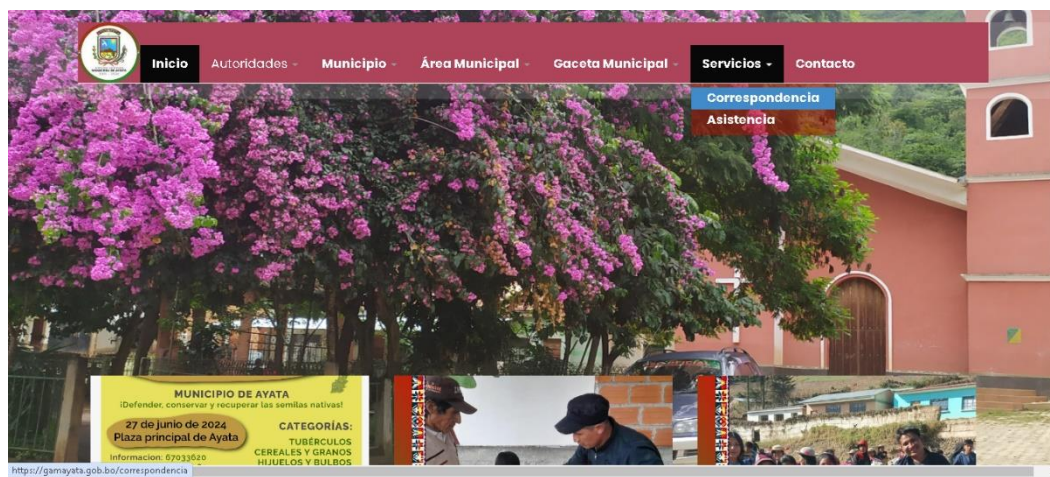 Inicio Autoridades Municipio Área Municipal Gaceta Municipal Servicios Contacto
Correspondencia
Asistencia
MUNICIPIO DE AYATA
¡Defender, conservar y recuperar las semilas nativas!
27 de junio de 2024
Plaza principal de Ayata
CATEGORÍAS:
TUBÉRCULOS
CEREALES Y GRANOS
HIJUELOS Y BULBOS
Informacion: 67033620
https://gamayata.gob.bo/correspondencia